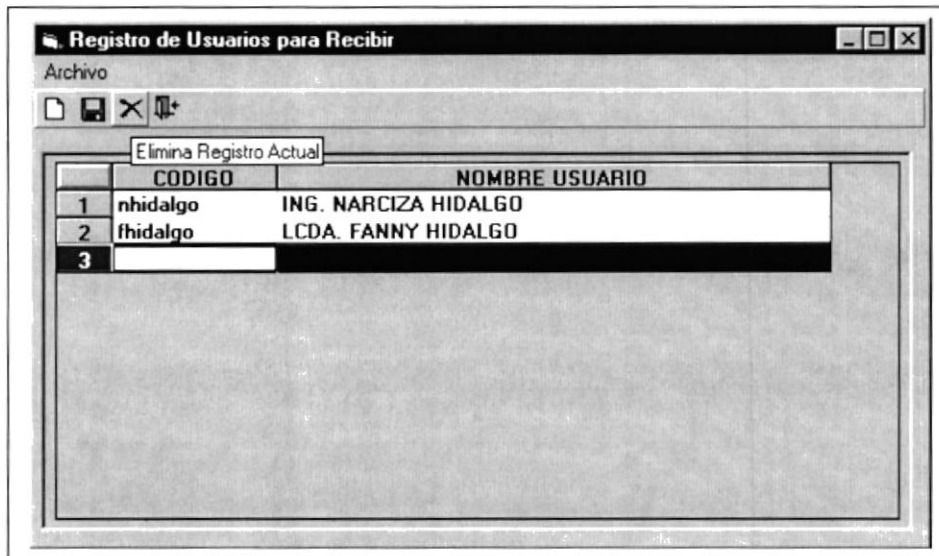 Registro de Usuarios para Recibir
Archivo
Elimina Registro Actual
CODIGO NOMBRE USUARIO
1 nhidalgo ING. NARCIZA HIDALGO
2 fhidalgo LCDA. FANNY HIDALGO
3